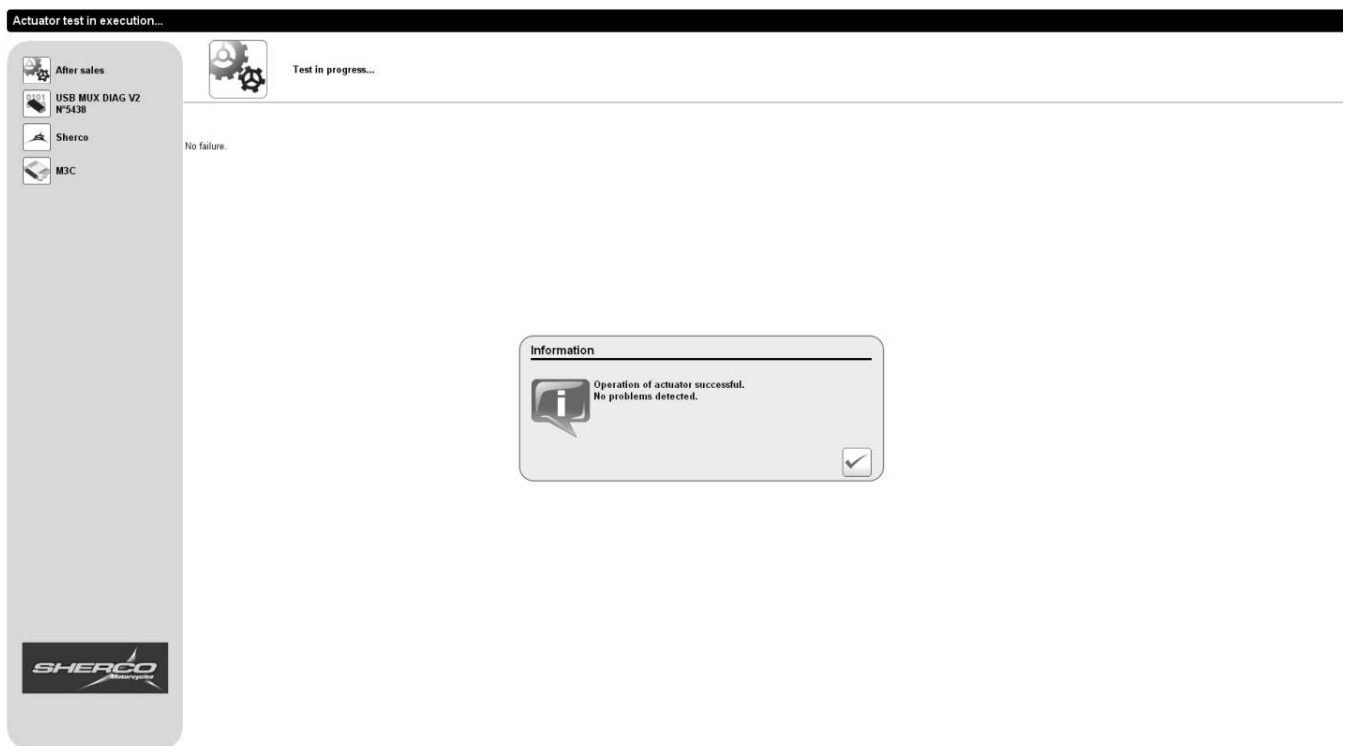 Actuator test in execution...
After sales
Test in progress...
0101
USB MUX DIAG V2
N°5438
Sherco
No failure.
M3C
Information
i
Operation of actuator successful.
No problems detected.
SHERCO
Motorcycles